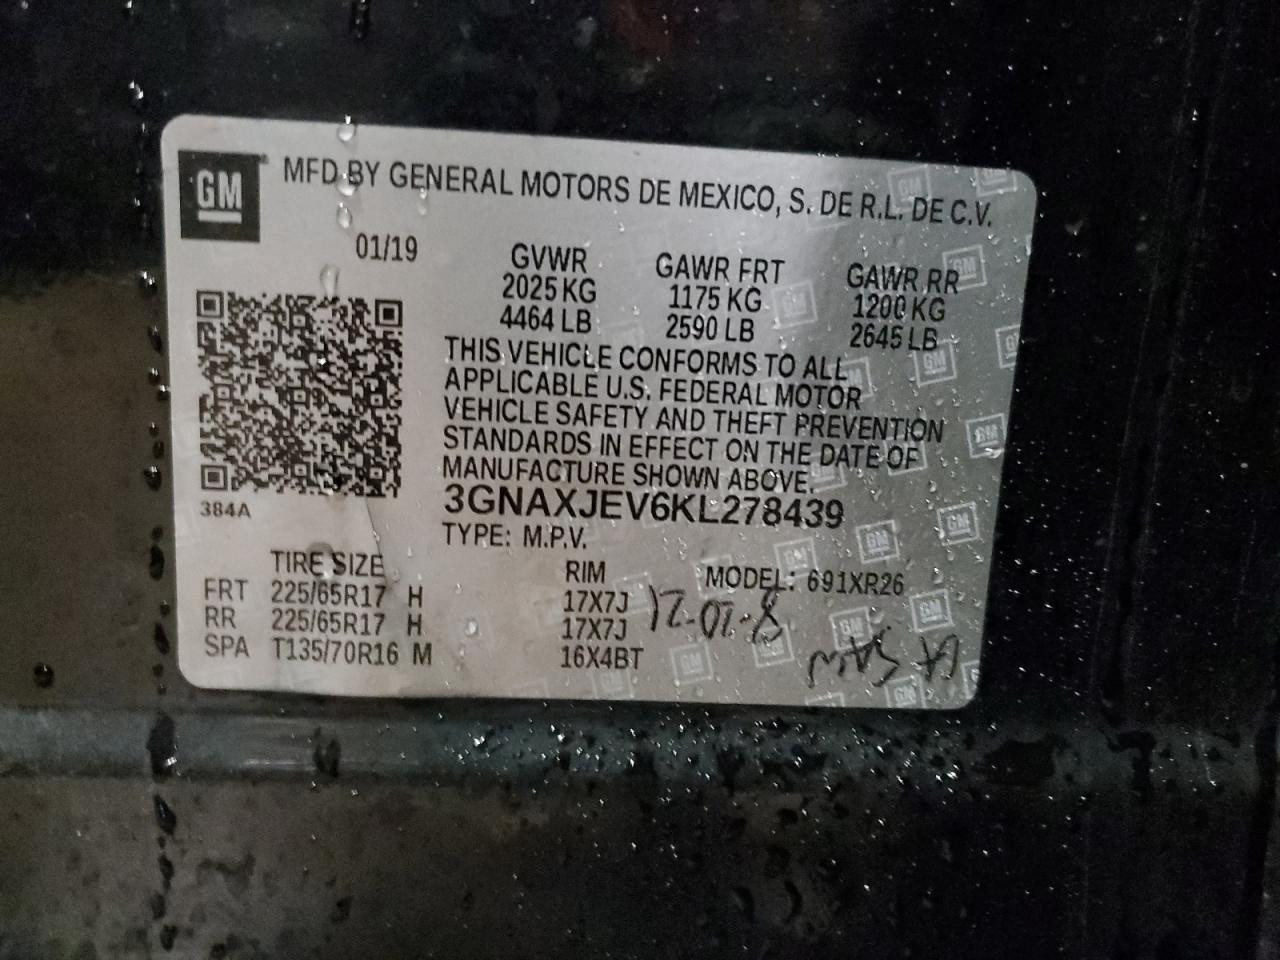 GM
MFD BY GENERAL MOTORS DE MEXICO, S. DE R.L. DE C.V.
01/19
GVWR GAWR FRT GAWR RR
2025 KG 1175 KG 1200 KG
4464 LB 2590 LB 2645 LB
THIS VEHICLE CONFORMS TO ALL
APPLICABLE U.S. FEDERAL MOTOR
VEHICLE SAFETY AND THEFT PREVENTION
STANDARDS IN EFFECT ON THE DATE OF
MANUFACTURE SHOWN ABOVE.
3GNAXJEV6KL278439
384A
TYPE: M.P.V.
TIRE SIZE RIM MODEL: 691XR26
FRT 225/65R17 H 17X7J
RR 225/65R17 H 17X7J
SPA T135/70R16 M 16X4BT